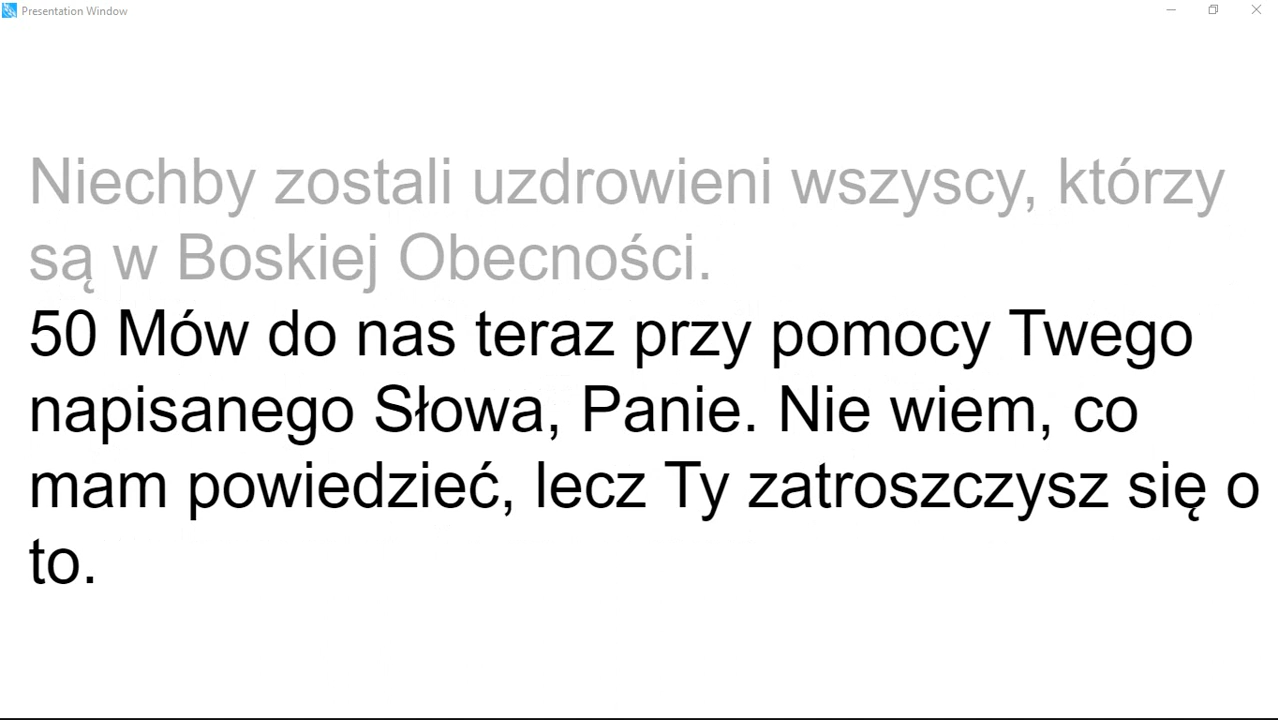 Presentation Window
Niechby zostali uzdrowieni wszyscy, którzy
są w Boskiej Obecności.
50 Mów do nas teraz przy pomocy Twego
napisanego Słowa, Panie. Nie wiem, co
mam powiedzieć, lecz Ty zatroszczysz się o
to.